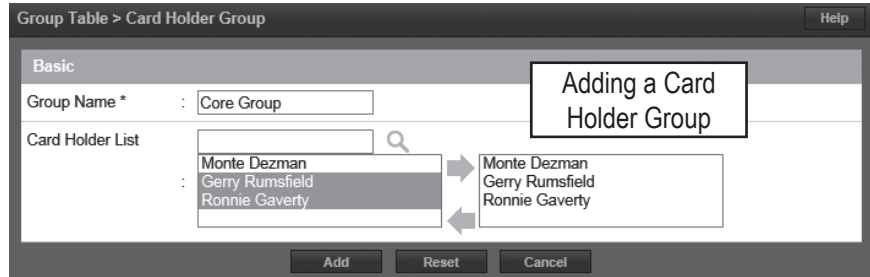 Group Table > Card Holder Group
Help
Basic
Adding a Card
Holder Group
Group Name * : Core Group
Card Holder List
:
Monte Dezman
Gerry Rumsfield
Ronnie Gaverty
Monte Dezman
Gerry Rumsfield
Ronnie Gaverty
Add Reset Cancel